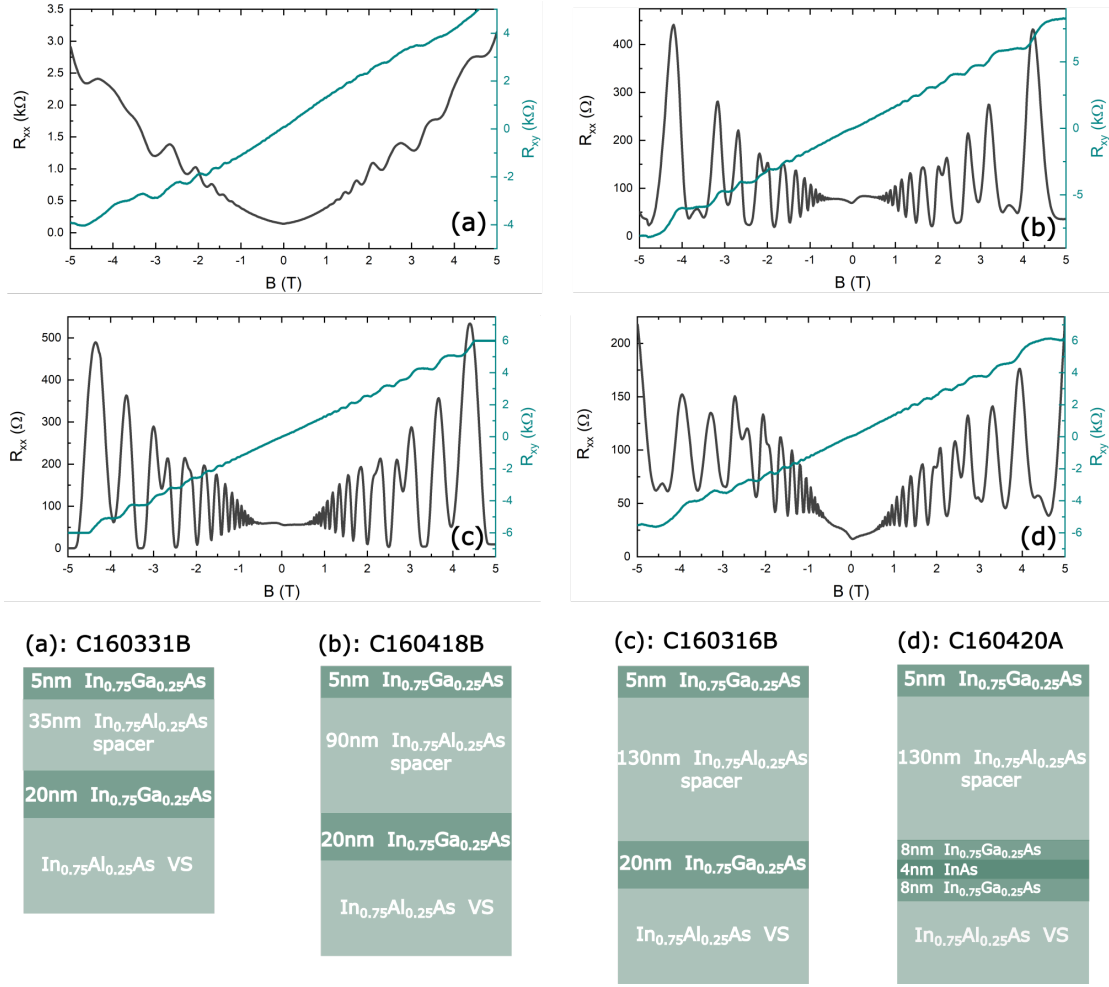 3.5
3.0
2.5
2.0
1.5
1.0
0.5
0.0
Rₓₓ (kΩ)
4
2
0
-2
-4
Rₓᵧ (kΩ)
(a)
-5 -4 -3 -2 -1 0 1 2 3 4 5
B (T)
400
300
200
100
0
Rₓₓ (Ω)
5
0
-5
Rₓᵧ (kΩ)
(b)
-5 -4 -3 -2 -1 0 1 2 3 4 5
B (T)
500
400
300
200
100
0
Rₓₓ (Ω)
6
4
2
0
-2
-4
-6
Rₓᵧ (kΩ)
(c)
-5 -4 -3 -2 -1 0 1 2 3 4 5
B (T)
200
150
100
50
0
Rₓₓ (Ω)
6
4
2
0
-2
-4
-6
Rₓᵧ (kΩ)
(d)
-5 -4 -3 -2 -1 0 1 2 3 4 5
B (T)
(a): C160331B
5nm In₀.₇₅Ga₀.₂₅As
35nm In₀.₇₅Al₀.₂₅As
spacer
20nm In₀.₇₅Ga₀.₂₅As
In₀.₇₅Al₀.₂₅As VS
(b): C160418B
5nm In₀.₇₅Ga₀.₂₅As
90nm In₀.₇₅Al₀.₂₅As
spacer
20nm In₀.₇₅Ga₀.₂₅As
In₀.₇₅Al₀.₂₅As VS
(c): C160316B
5nm In₀.₇₅Ga₀.₂₅As
130nm In₀.₇₅Al₀.₂₅As
spacer
20nm In₀.₇₅Ga₀.₂₅As
In₀.₇₅Al₀.₂₅As VS
(d): C160420A
5nm In₀.₇₅Ga₀.₂₅As
130nm In₀.₇₅Al₀.₂₅As
spacer
8nm In₀.₇₅Ga₀.₂₅As
4nm InAs
8nm In₀.₇₅Ga₀.₂₅As
In₀.₇₅Al₀.₂₅As VS